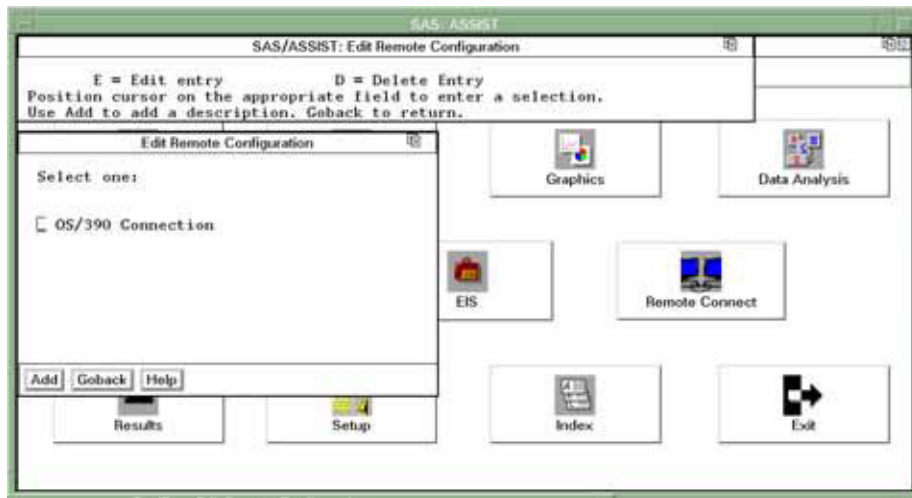 SAS: ASSIST
SAS/ASSIST: Edit Remote Configuration
E = Edit entry D = Delete Entry
Position cursor on the appropriate field to enter a selection.
Use Add to add a description. Goback to return.
Edit Remote Configuration
Select one:
OS/390 Connection
Add Goback Help
Graphics
Data Analysis
EIS
Remote Connect
Results
Setup
Index
Exit